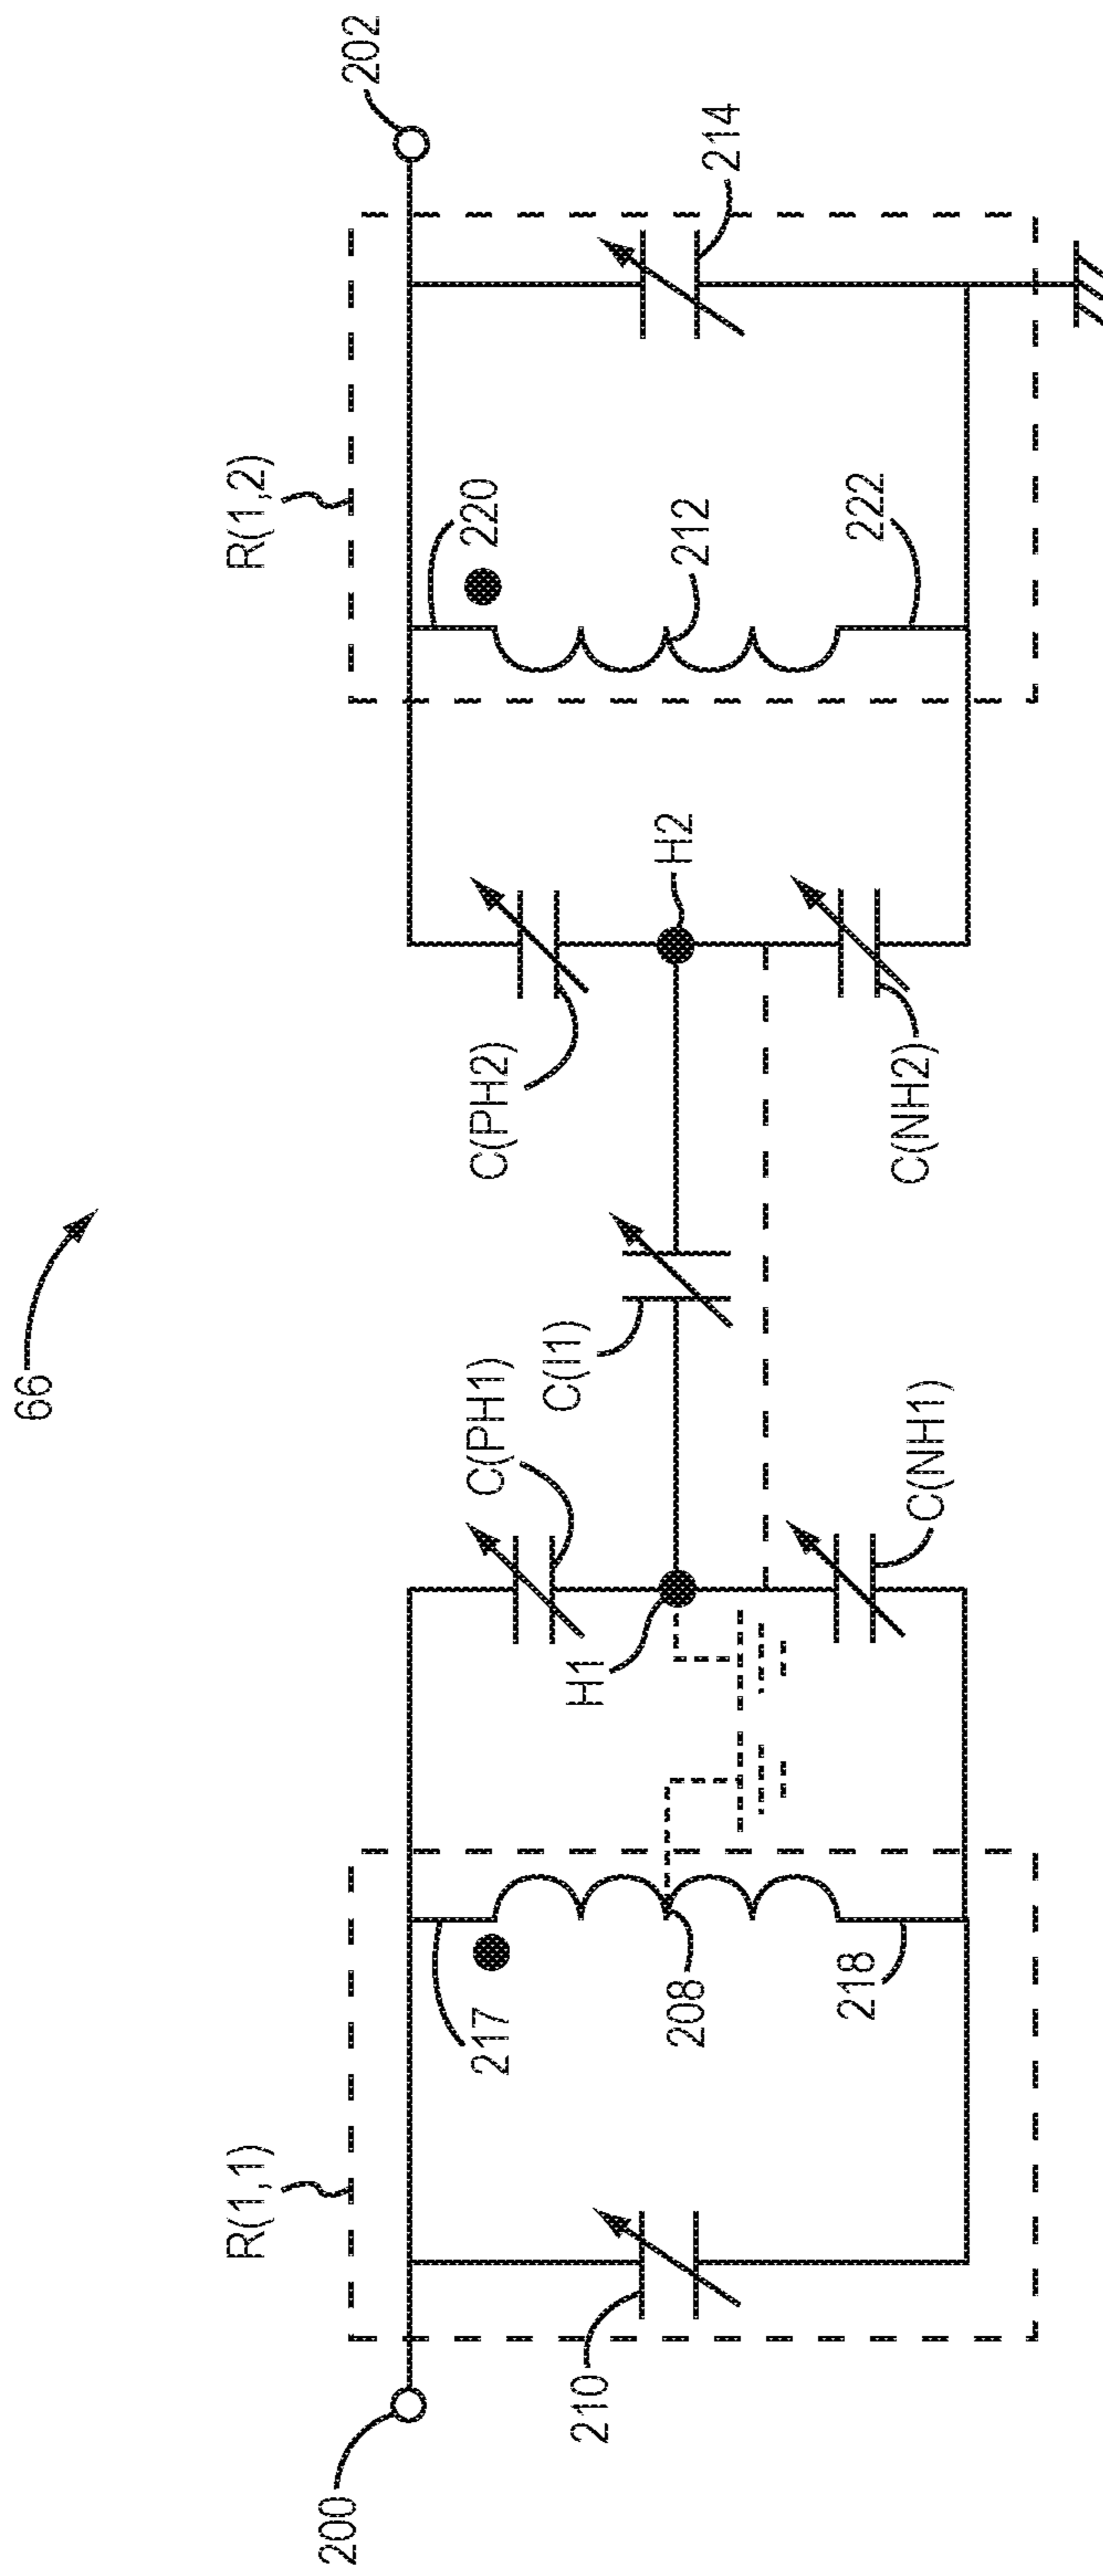 66
R(1,1)
R(1,2)
200
202
217
220
C(PH1)
C(PH2)
H1
H2
C(I1)
210
208
212
214
218
222
C(NH1)
C(NH2)